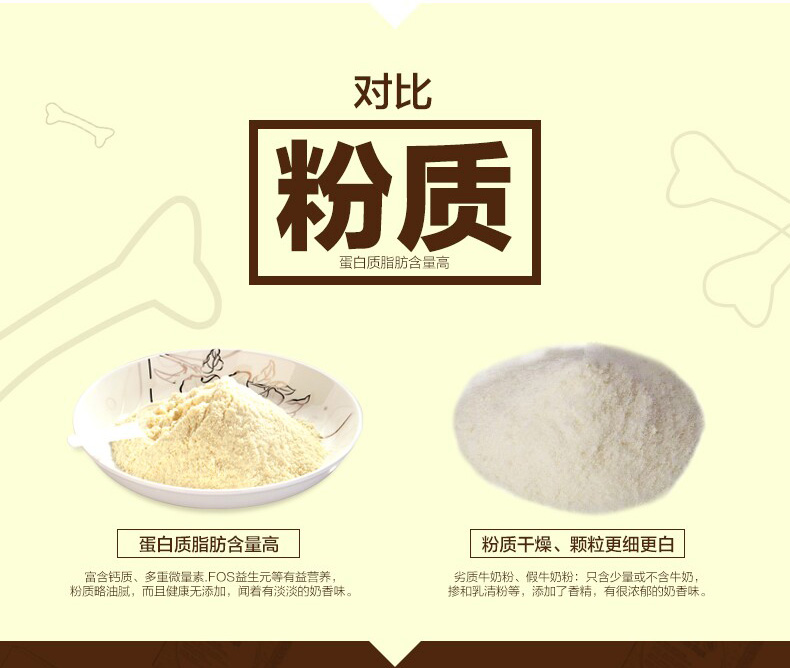 对比
粉质
蛋白质脂肪含量高
蛋白质脂肪含量高
富含钙质、多重微量素,FOS益生元等有益营养，
粉质略油腻，而且健康无添加，闻着有淡淡的奶香味。
粉质干燥、颗粒更细更白
劣质牛奶粉、假牛奶粉：只含少量或不含牛奶，
掺和乳清粉等，添加了香精，有很浓郁的奶香味。